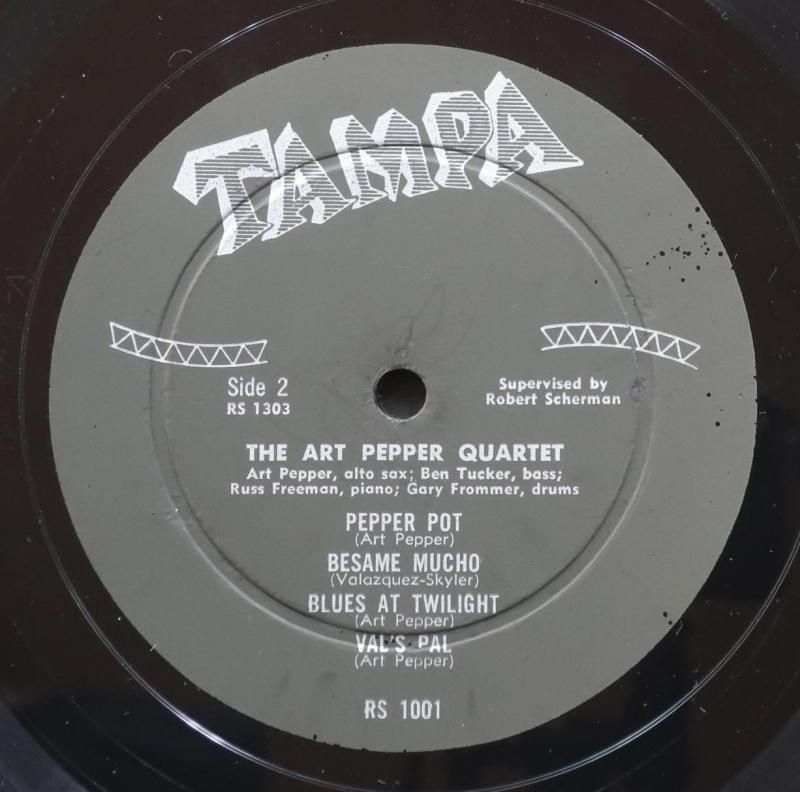 TAMPA
Side 2
RS 1303
Supervised by
Robert Scherman
THE ART PEPPER QUARTET
Art Pepper, alto sax; Ben Tucker, bass;
Russ Freeman, piano; Gary Frommer, drums
PEPPER POT
(Art Pepper)
BESAME MUCHO
(Valazquez-Skyler)
BLUES AT TWILIGHT
(Art Pepper)
VAL'S PAL
(Art Pepper)
RS 1001